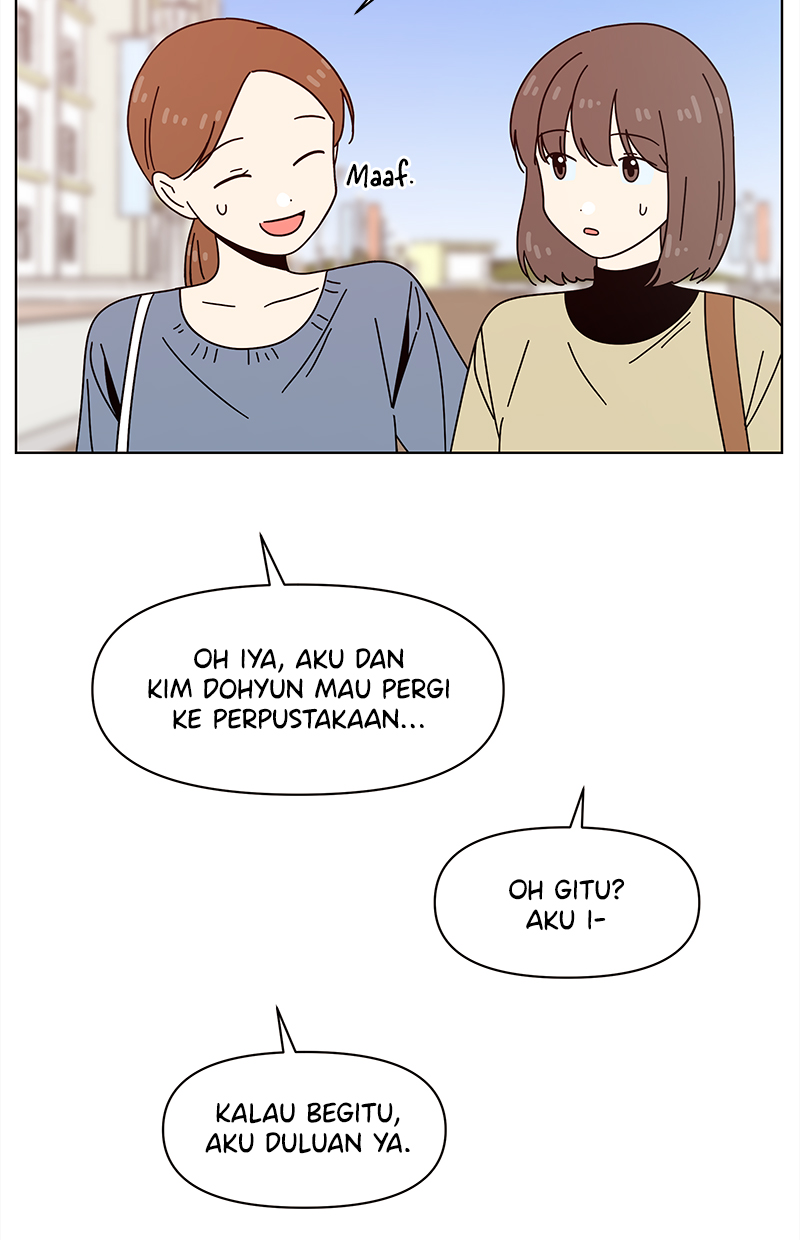 Maaf.
OH IYA, AKU DAN
KIM DOHYUN MAU PERGI
KE PERPUSTAKAAN...
OH GITU?
AKU I-
KALAU BEGITU,
AKU DULUAN YA.